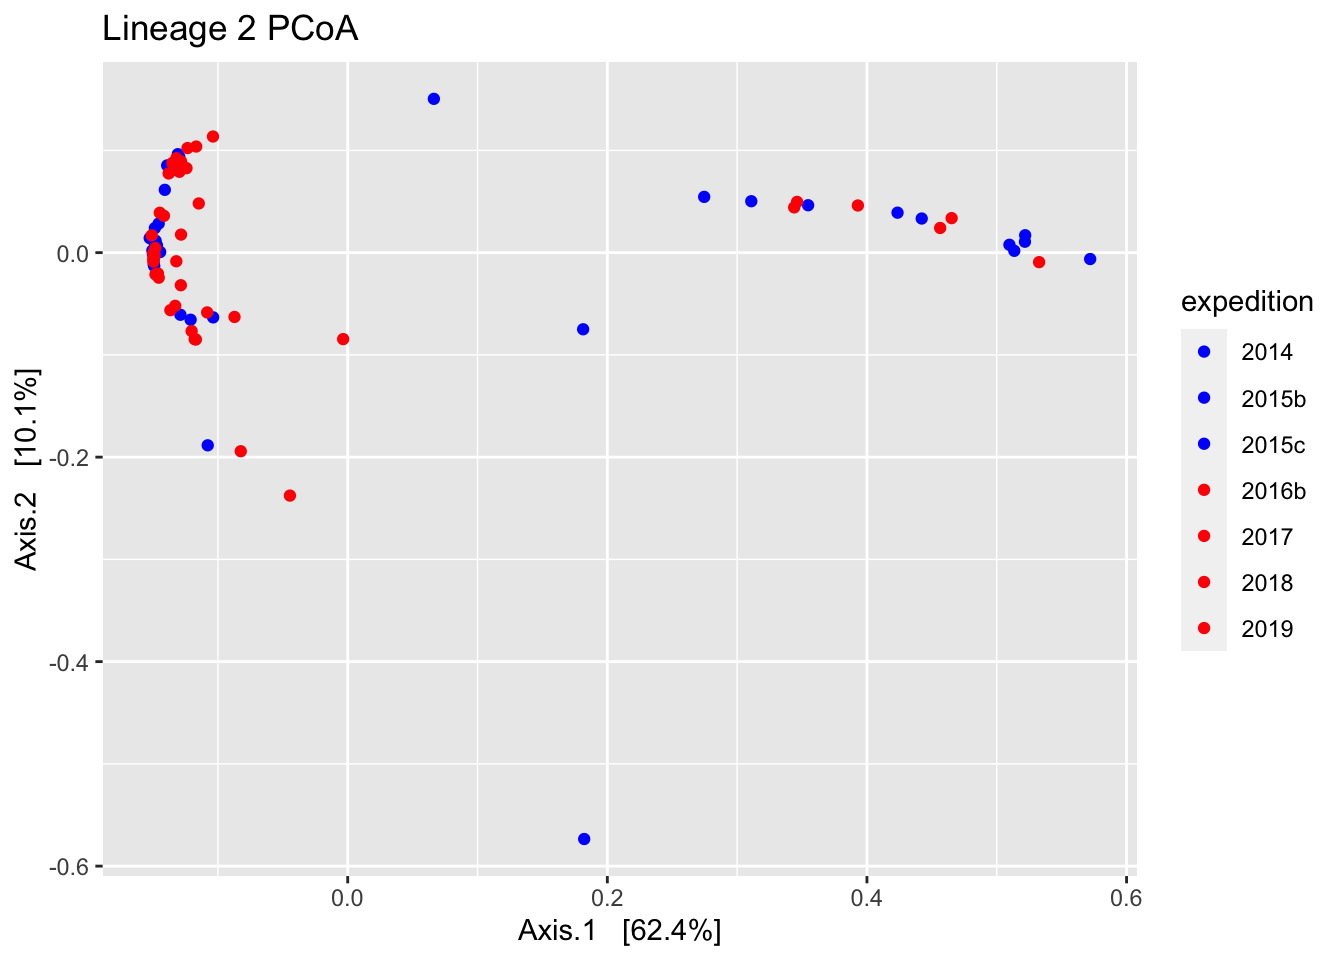 Lineage 2 PCoA
Axis.2 [10.1%]
0.0
-0.2
-0.4
-0.6
0.0 0.2 0.4 0.6
Axis.1 [62.4%]
expedition
2014
2015b
2015c
2016b
2017
2018
2019